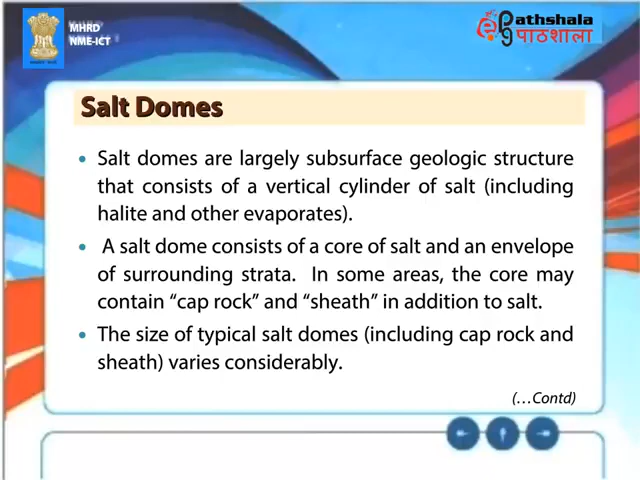 MHRD
NME-ICT
Pathshala
पाठशाला
Salt Domes
• Salt domes are largely subsurface geologic structure
that consists of a vertical cylinder of salt (including
halite and other evaporates).
• A salt dome consists of a core of salt and an envelope
of surrounding strata. In some areas, the core may
contain “cap rock” and “sheath” in addition to salt.
• The size of typical salt domes (including cap rock and
sheath) varies considerably.
(…Contd)